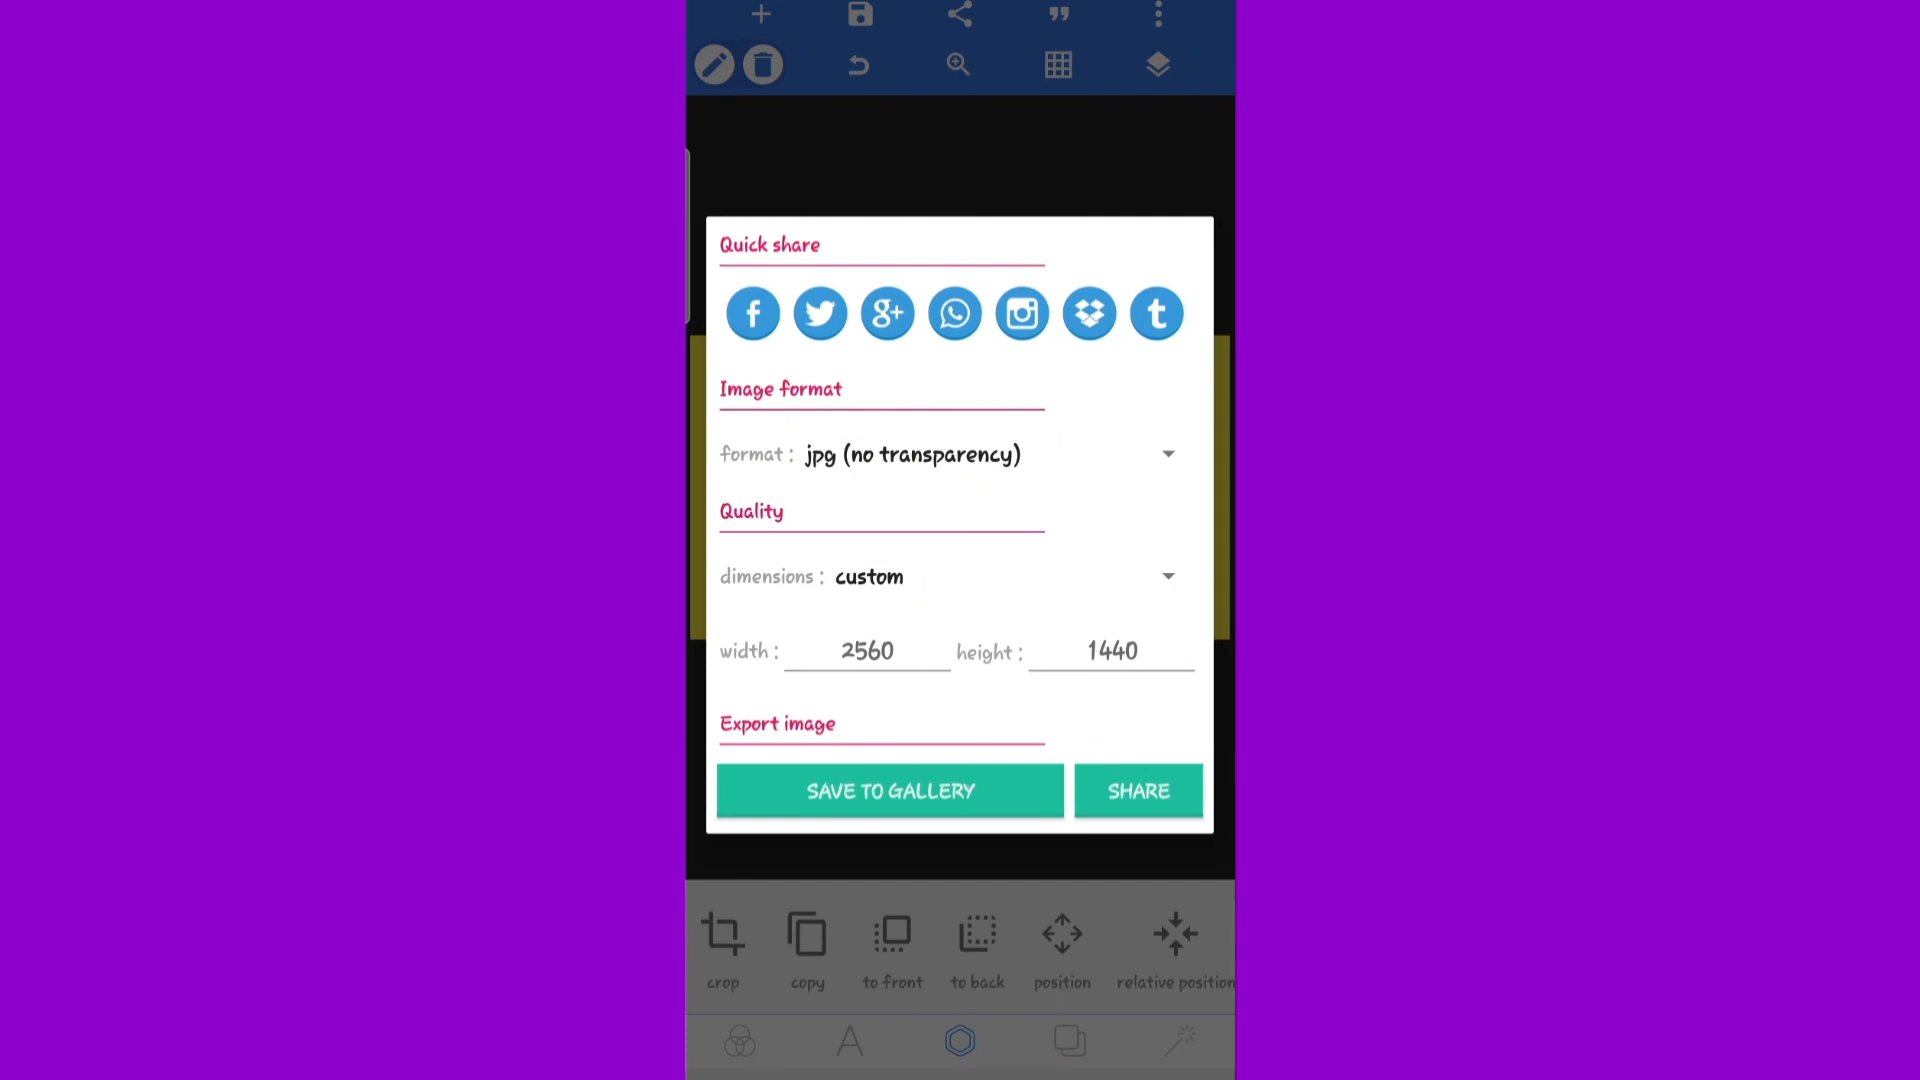 Quick share
Image format
format : jpg (no transparency)
Quality
dimensions : custom
width : 2560 height : 1440
Export image
SAVE TO GALLERY SHARE
crop copy to front to back position relative position